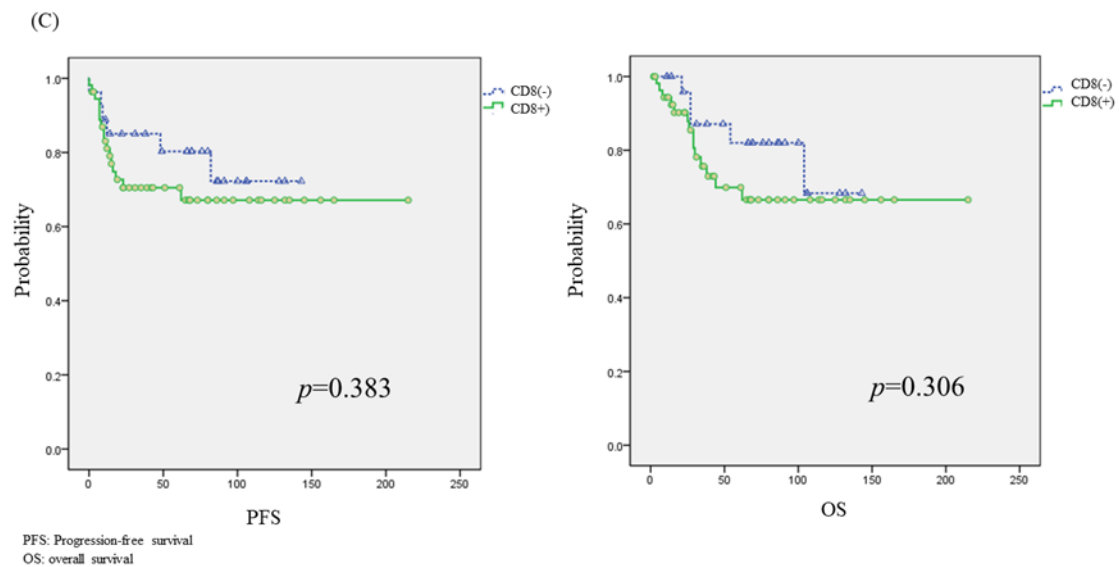 (C)
1.0
0.8
0.6
0.4
0.2
0.0
Probability
0 50 100 150 200 250
PFS
CD8(-)
CD8+)
p=0.383
1.0
0.8
0.6
0.4
0.2
0.0
Probability
0 50 100 150 200 250
OS
CD8(-)
CD8(+)
p=0.306
PFS: Progression-free survival
OS: overall survival